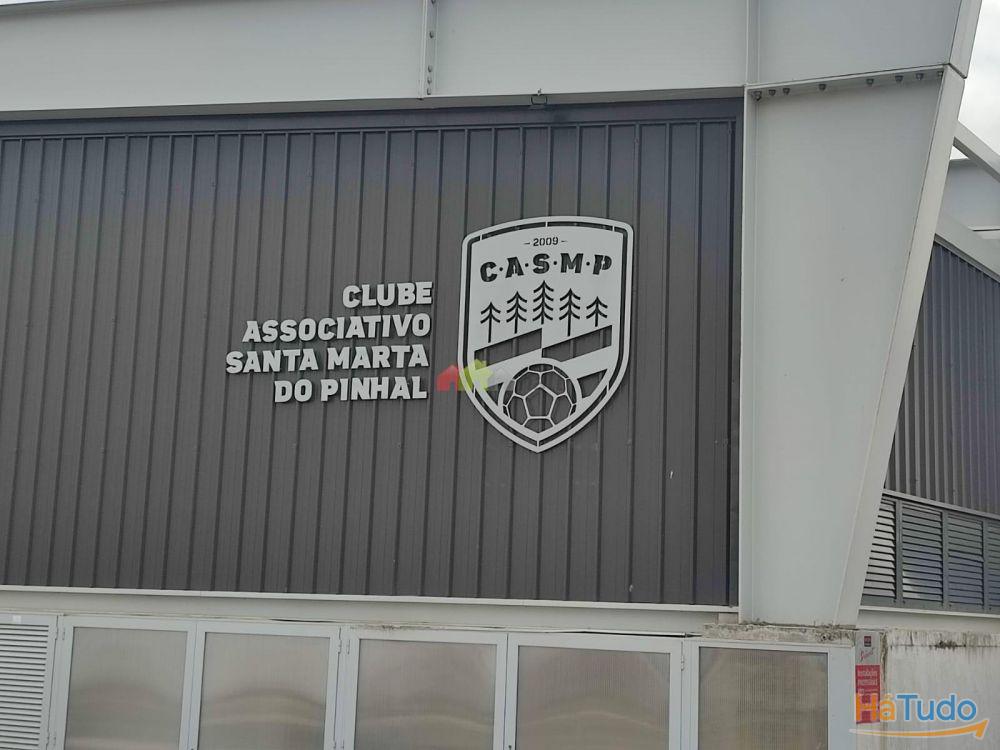 - 2009 -
C·A·S·M·P
CLUBE
ASSOCIATIVO
SANTA MARTA
DO PINHAL
HáTudo